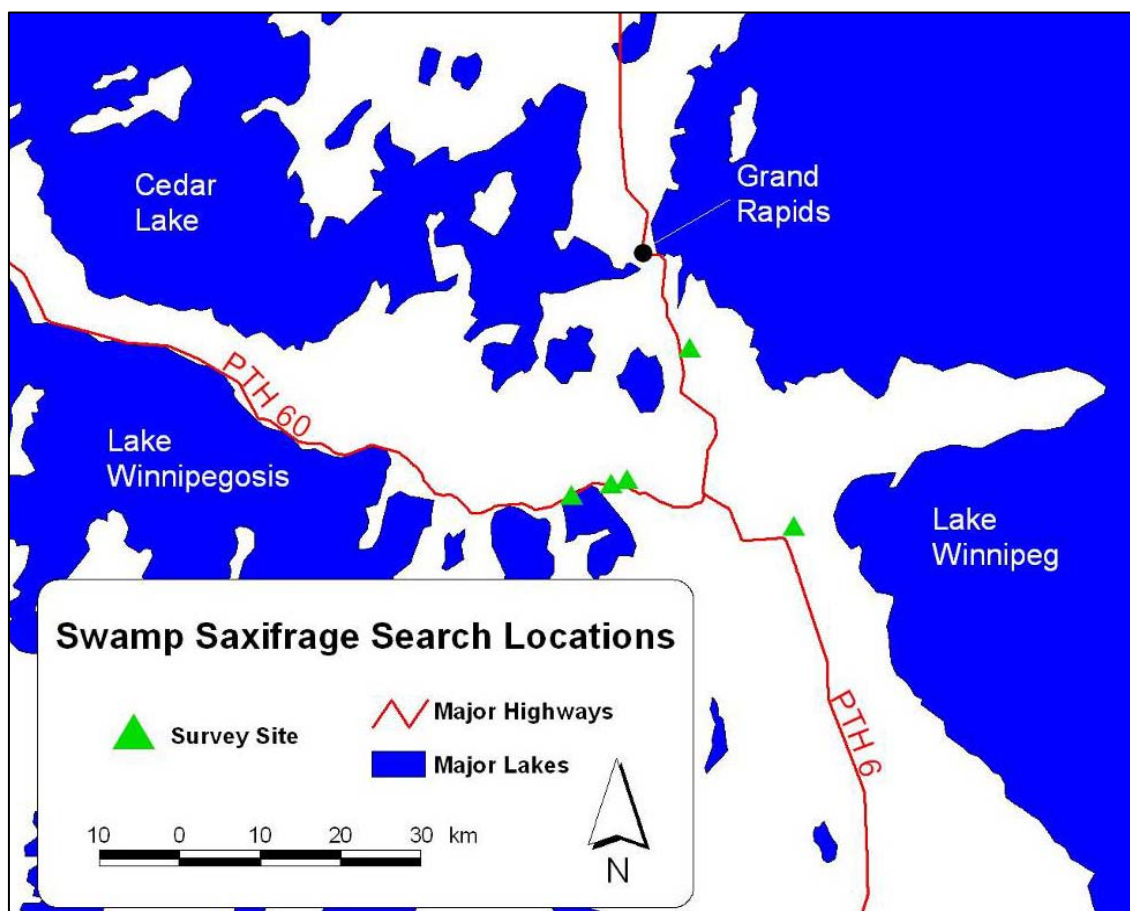 Grand
Rapids
Cedar
Lake
PTH 60
Lake
Winnipegosis
Lake
Winnipeg
PTH 6
Swamp Saxifrage Search Locations
Survey Site
Major Highways
Major Lakes
10 0 10 20 30 km
N